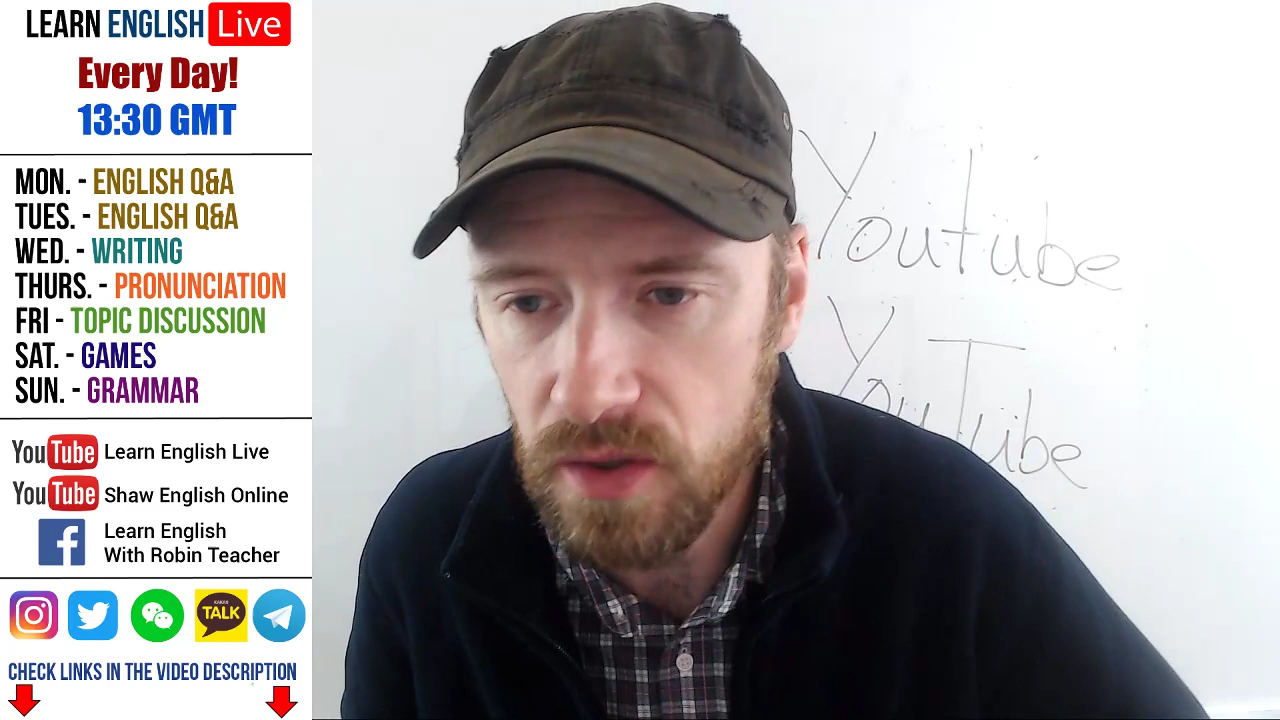 LEARN ENGLISH Live
Every Day!
13:30 GMT
MON. - ENGLISH Q&A
TUES. - ENGLISH Q&A
WED. - WRITING
THURS. - PRONUNCIATION
FRI - TOPIC DISCUSSION
SAT. - GAMES
SUN. - GRAMMAR
YouTube Learn English Live
YouTube Shaw English Online
f Learn English
With Robin Teacher
KAKAO
TALK
CHECK LINKS IN THE VIDEO DESCRIPTION
Youtube
YouTube